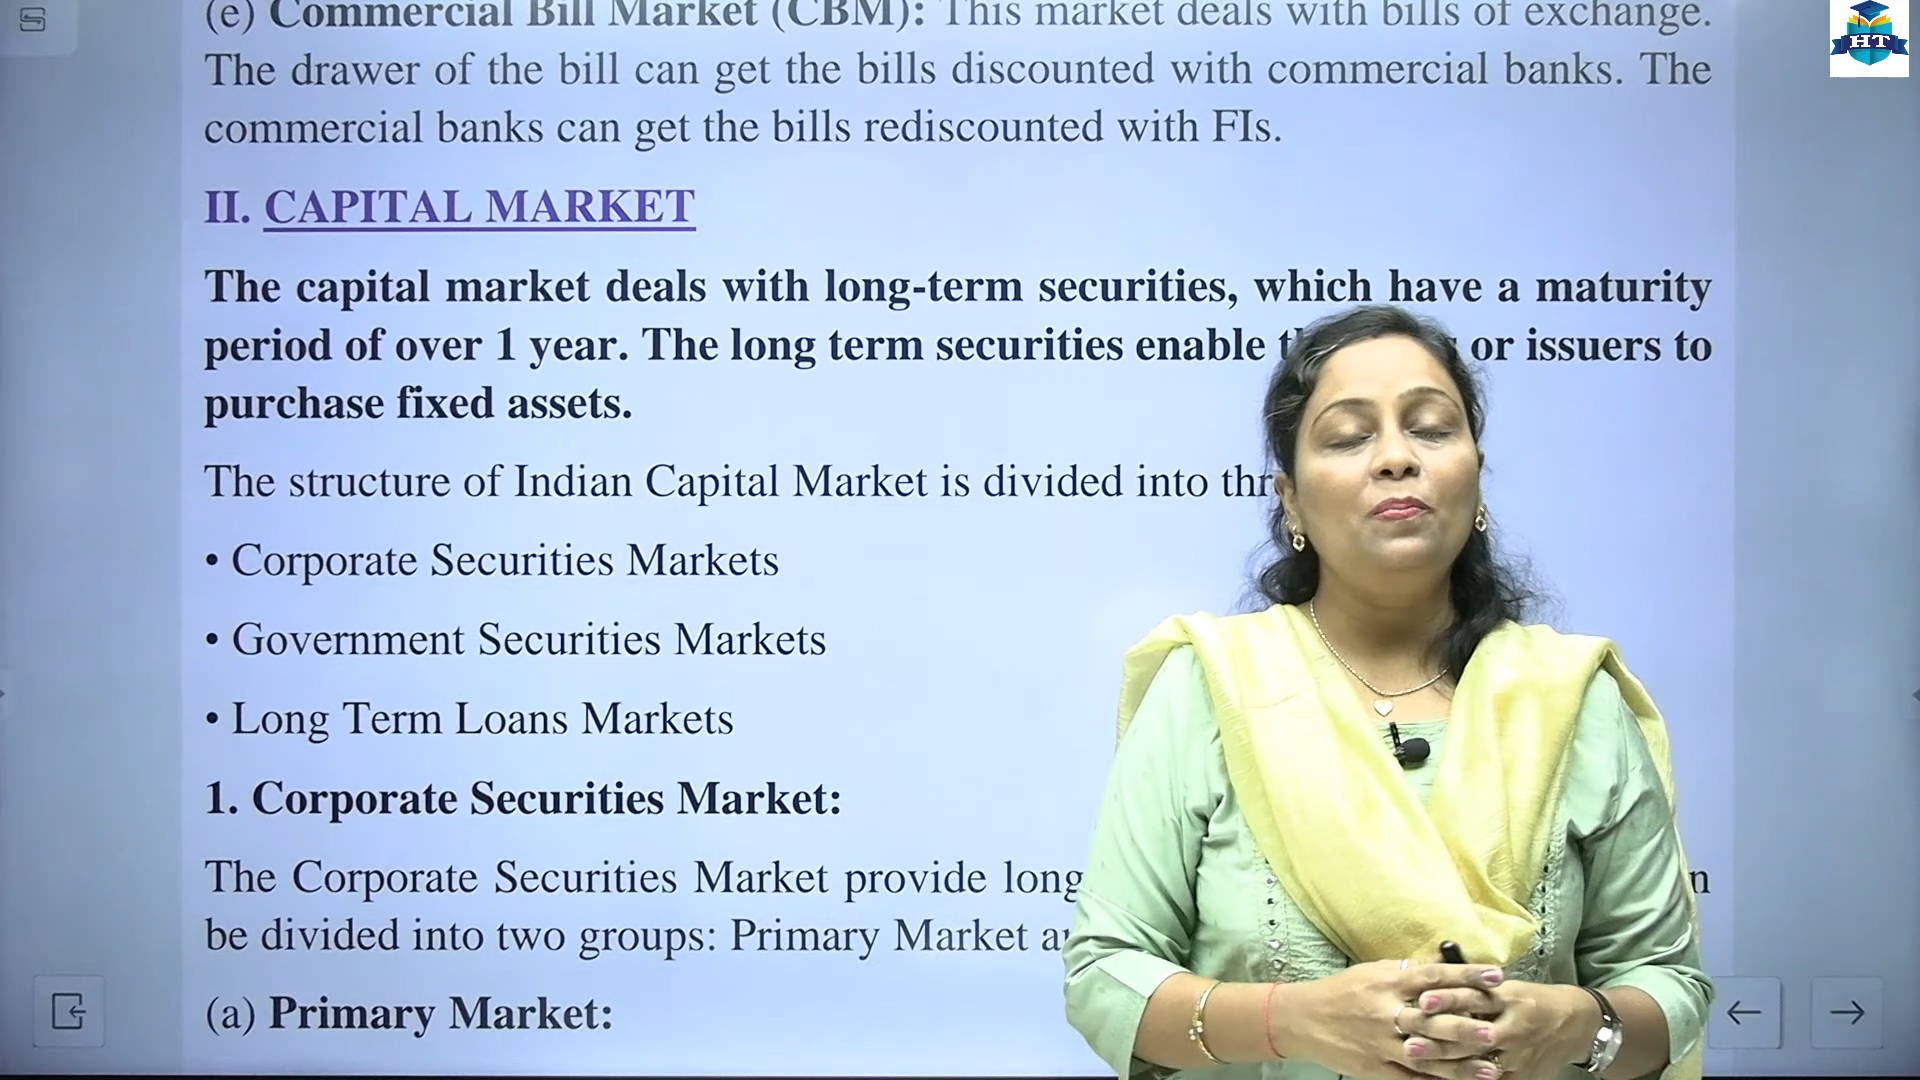 (e) Commercial Bill Market (CBM): This market deals with bills of exchange.
The drawer of the bill can get the bills discounted with commercial banks. The
commercial banks can get the bills rediscounted with FIs.
HT
II. CAPITAL MARKET
The capital market deals with long-term securities, which have a maturity
period of over 1 year. The long term securities enable or issuers to
purchase fixed assets.
The structure of Indian Capital Market is divided into
• Corporate Securities Markets
• Government Securities Markets
• Long Term Loans Markets
1. Corporate Securities Market:
The Corporate Securities Market provide long
be divided into two groups: Primary Market
(a) Primary Market: